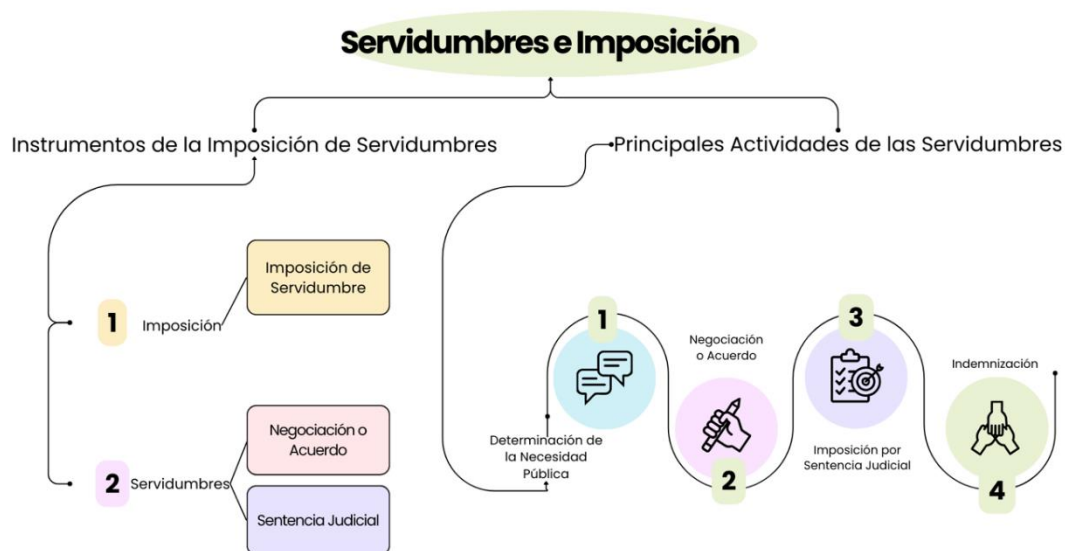 Servidumbres e Imposición
Instrumentos de la Imposición de Servidumbres
Principales Actividades de las Servidumbres
1
Imposición
Imposición de
Servidumbre
2
Servidumbres
Negociación o
Acuerdo
Sentencia Judicial
1
Determinación de
la Necesidad
Pública
Negociación
o Acuerdo
2
3
Imposición por
Sentencia Judicial
Indemnización
4